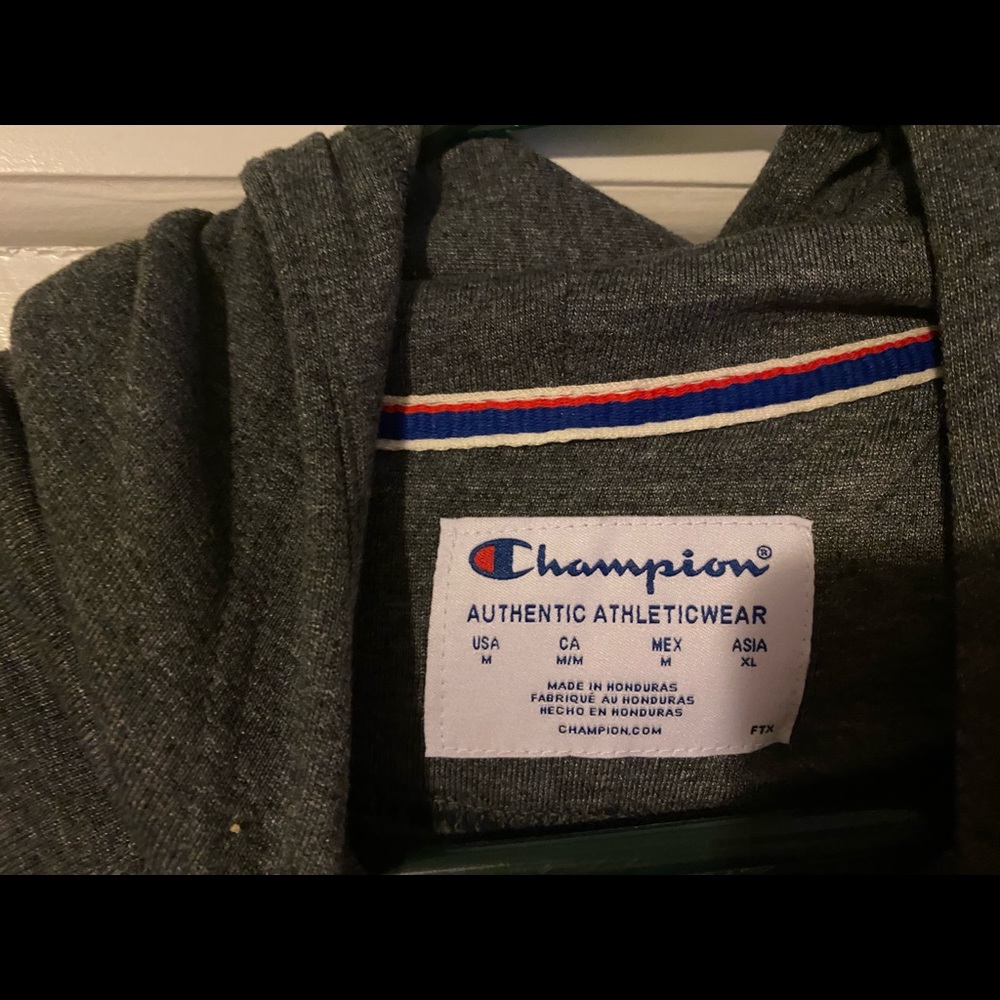 Champion®
AUTHENTIC ATHLETICWEAR
USA CA MEX ASIA
M M/M M XL
MADE IN HONDURAS
FABRIQUÉ AU HONDURAS
HECHO EN HONDURAS
CHAMPION.COM FTX